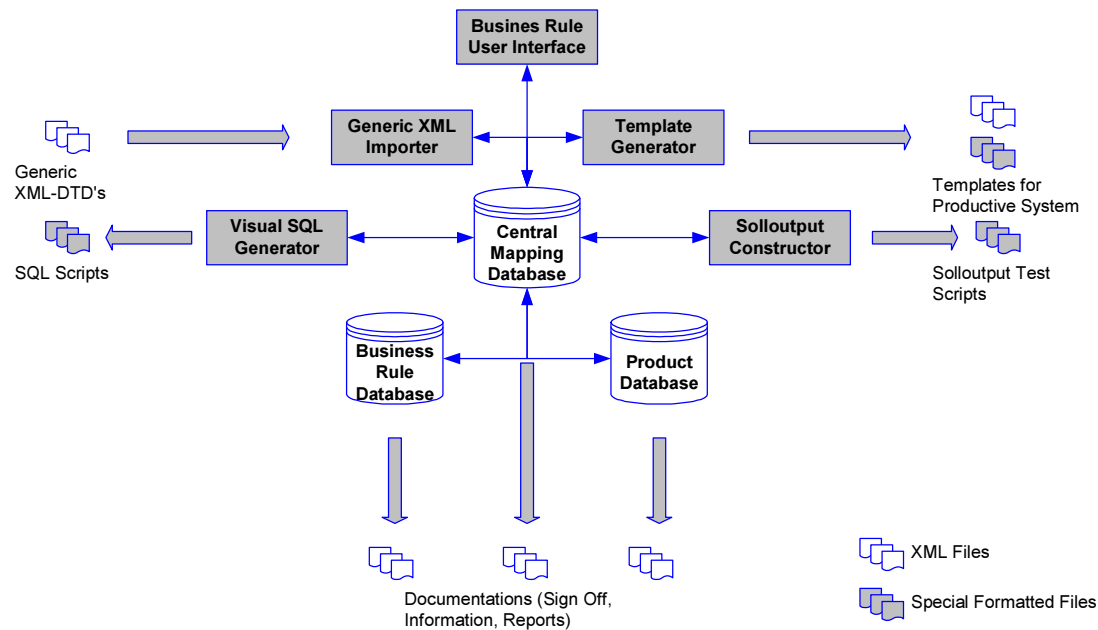 Busines Rule
User Interface
Generic XML
Importer
Template
Generator
Generic
XML-DTD's
Templates for
Productive System
Visual SQL
Generator
Central
Mapping
Database
Solloutput
Constructor
SQL Scripts
Solloutput Test
Scripts
Business
Rule
Database
Product
Database
XML Files
Documentations (Sign Off,
Information, Reports)
Special Formatted Files